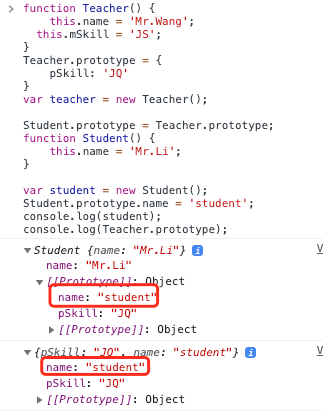 function Teacher() {
this.name = 'Mr.Wang';
this.mSkill = 'JS';
}
Teacher.prototype = {
pSkill: 'JQ'
}
var teacher = new Teacher();
Student.prototype = Teacher.prototype;
function Student() {
this.name = 'Mr.Li';
}
var student = new Student();
Student.prototype.name = 'student';
console.log(student);
console.log(Teacher.prototype);
Student {name: "Mr.Li"} i V
name: "Mr.Li"
[[Prototype]]: Object
name: "student"
pSkill: "JQ"
[[Prototype]]: Object
{pSkill: "JQ", name: "student"} i V
name: "student"
pSkill: "JQ"
[[Prototype]]: Object